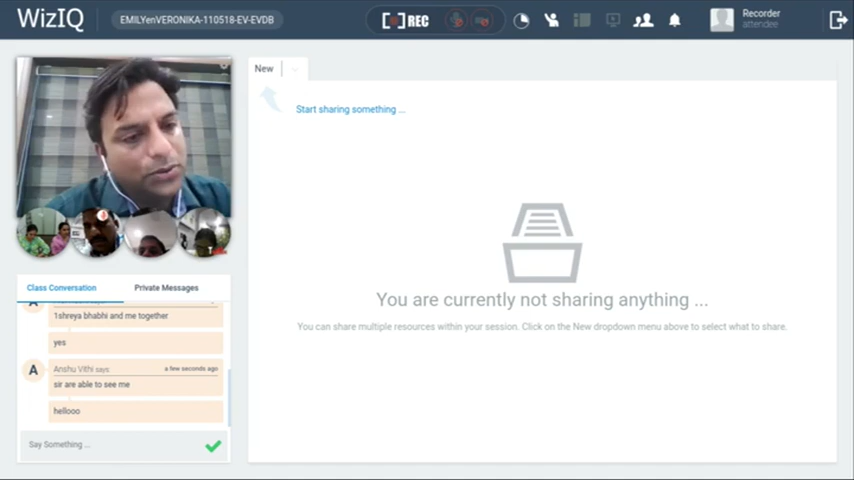 WizIQ
EMILYenVERONIKA-110518-EV-EVDB
REC
Recorder
attendee
New
Start sharing something ...
You are currently not sharing anything ...
You can share multiple resources within your session. Click on the New dropdown menu above to select what to share.
Class Conversation
Private Messages
A
1shreya bhabhi and me together
yes
A
Anshu Vithi says:
a few seconds ago
sir are able to see me
hellooo
Say Something ...